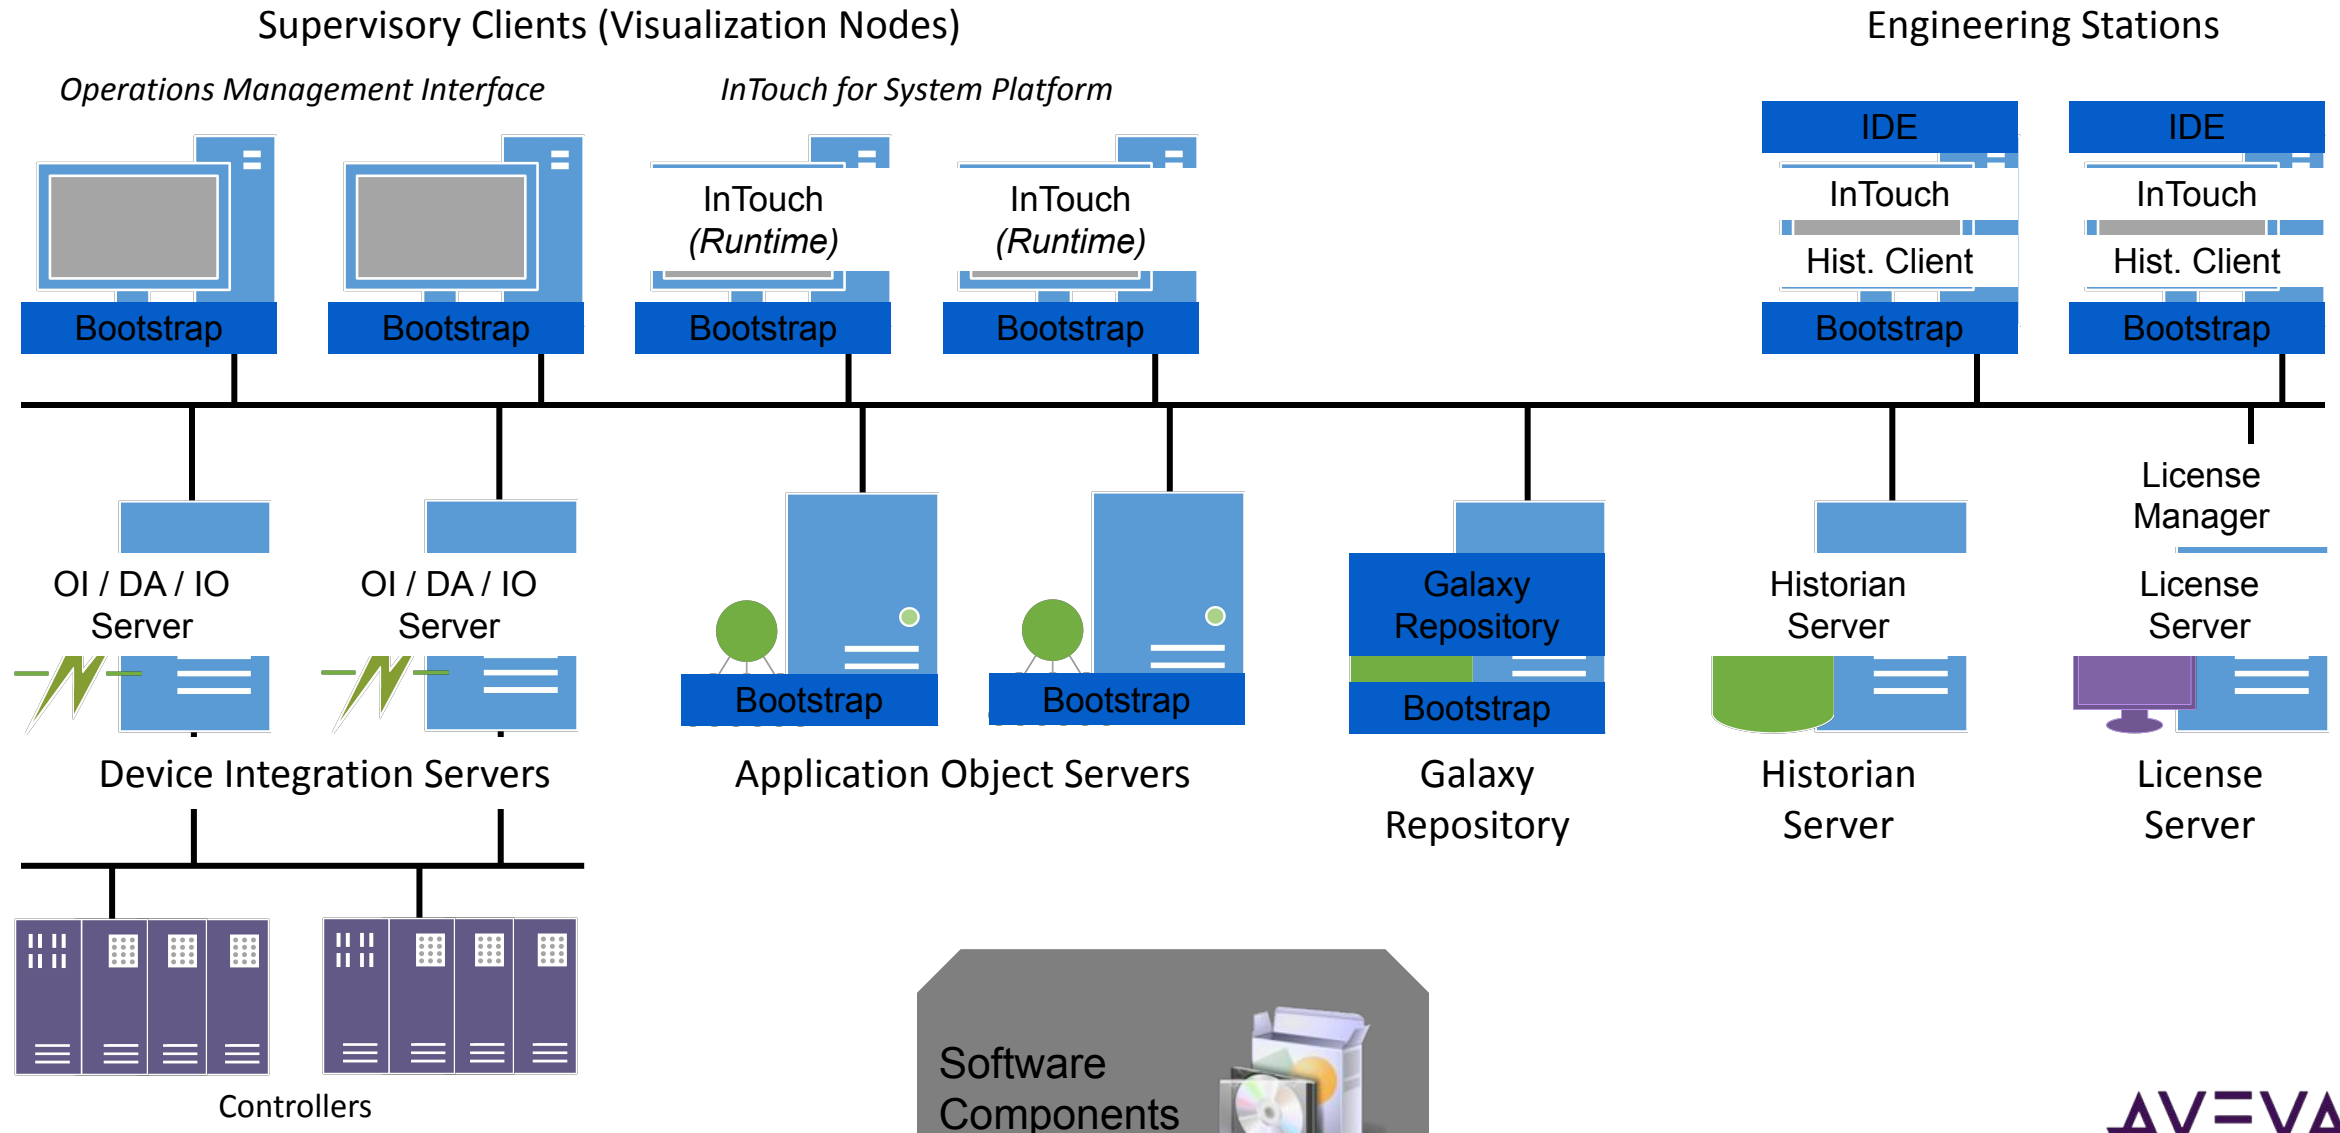 Supervisory Clients (Visualization Nodes)
Engineering Stations
Operations Management Interface
InTouch for System Platform
IDE
IDE
InTouch
(Runtime)
InTouch
(Runtime)
InTouch
InTouch
Hist. Client
Hist. Client
Bootstrap
Bootstrap
Bootstrap
Bootstrap
Bootstrap
Bootstrap
License
Manager
OI / DA / IO
Server
OI / DA / IO
Server
Galaxy
Repository
Historian
Server
License
Server
Bootstrap
Bootstrap
Bootstrap
Device Integration Servers
Application Object Servers
Galaxy
Repository
Historian
Server
License
Server
Controllers
Software
Components
AVEVA